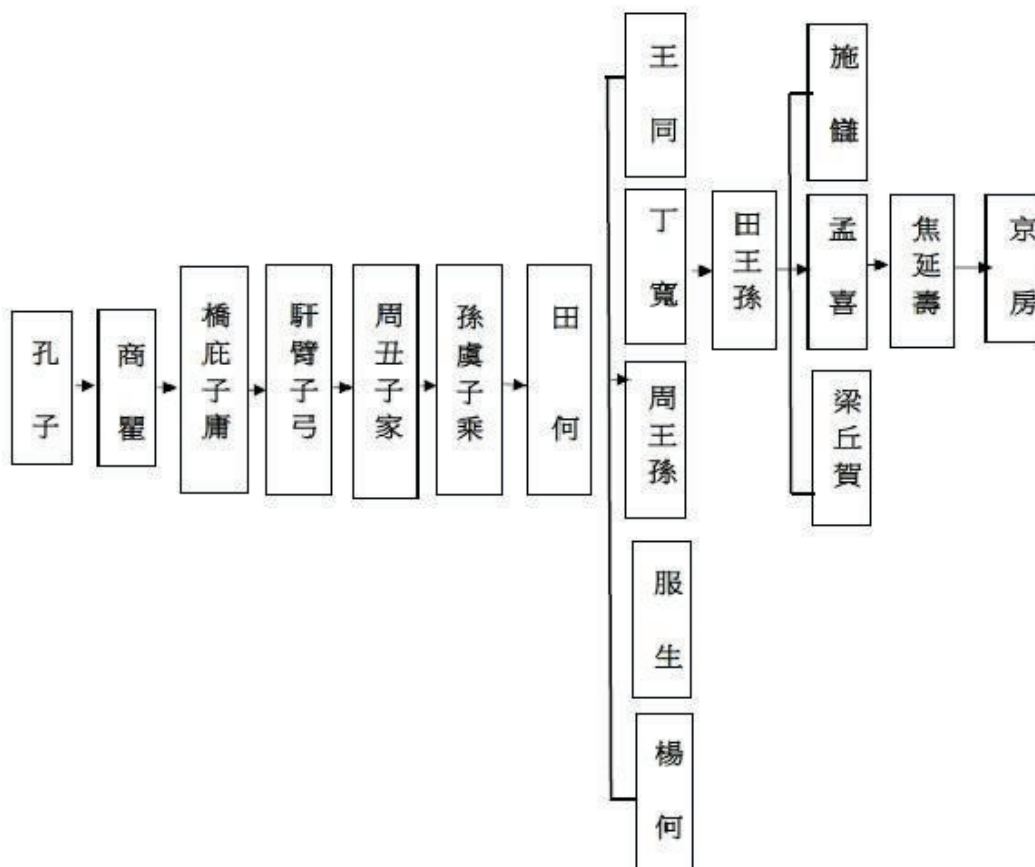 孔子
商瞿
橋庇子庸
馯臂子弓
周丑子家
孫虞子乘
田何
王同
丁寬
周王孫
服生
楊何
田王孫
施讎
孟喜
梁丘賀
焦延壽
京房